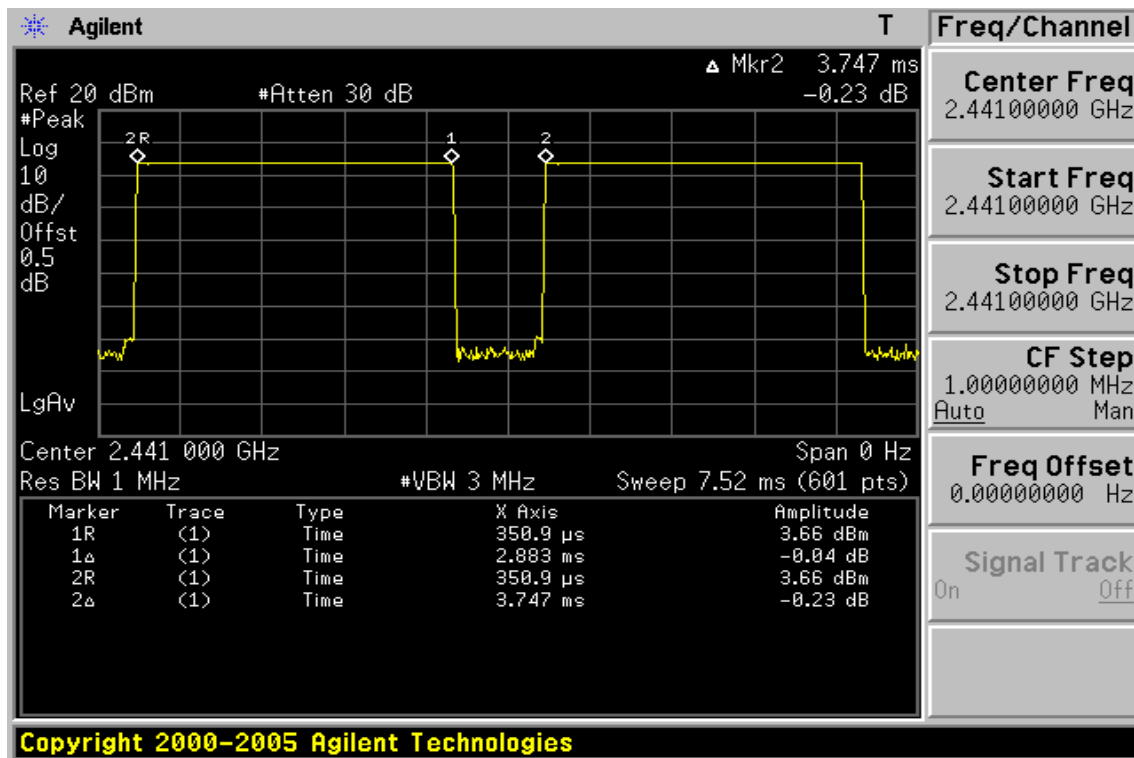 Agilent T
▵ Mkr2 3.747 ms
Ref 20 dBm #Atten 30 dB -0.23 dB
#Peak
Log
10
dB/
Offst
0.5
dB
LgAv
2R 1 2
Center 2.441 000 GHz Span 0 Hz
Res BW 1 MHz #VBW 3 MHz Sweep 7.52 ms (601 pts)
Marker Trace Type X Axis Amplitude
1R (1) Time 350.9 µs 3.66 dBm
1▵ (1) Time 2.883 ms -0.04 dB
2R (1) Time 350.9 µs 3.66 dBm
2▵ (1) Time 3.747 ms -0.23 dB
Freq/Channel
Center Freq
2.44100000 GHz
Start Freq
2.44100000 GHz
Stop Freq
2.44100000 GHz
CF Step
1.00000000 MHz
Auto Man
Freq Offset
0.00000000 Hz
Signal Track
On Off
Copyright 2000-2005 Agilent Technologies